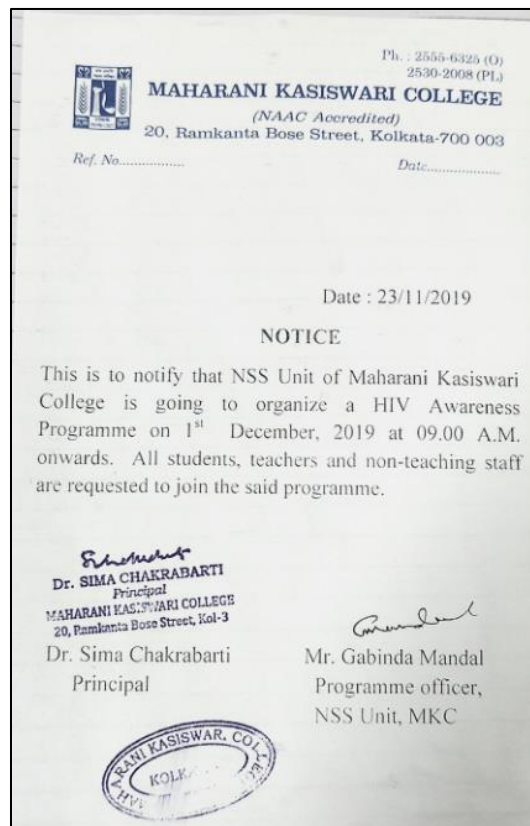 Ph. : 2555-6325 (O)
2530-2008 (PL)
MAHARANI KASISWARI COLLEGE
(NAAC Accredited)
20, Ramkanta Bose Street, Kolkata-700 003
Ref. No................
Date...................
Date : 23/11/2019
NOTICE
This is to notify that NSS Unit of Maharani Kasiswari
College is going to organize a HIV Awareness
Programme on 1st December, 2019 at 09.00 A.M.
onwards. All students, teachers and non-teaching staff
are requested to join the said programme.
Dr. SIMA CHAKRABARTI
Principal
MAHARANI KASISWARI COLLEGE
20, Ramkanta Bose Street, Kol-3
Dr. Sima Chakrabarti
Principal
Mr. Gabinda Mandal
Programme officer,
NSS Unit, MKC